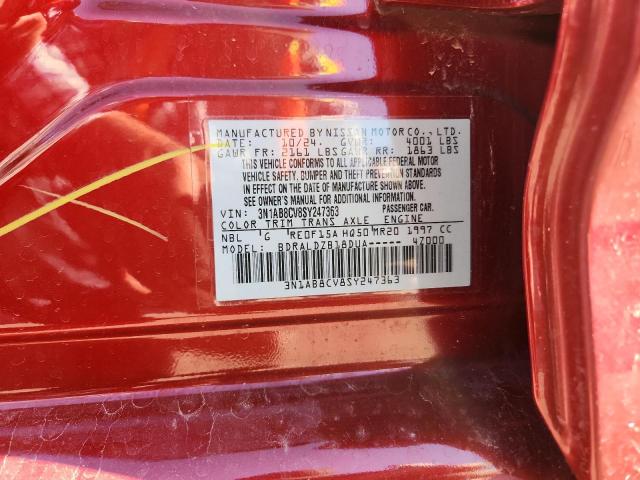 MANUFACTURED BY NISSAN MOTOR CO., LTD.
DATE: 10/24. GVWR: 4001 LBS
GAWR FR: 2161 LBS GAWR RR: 1863 LBS
THIS VEHICLE CONFORMS TO ALL APPLICABLE FEDERAL MOTOR
VEHICLE SAFETY, BUMPER AND THEFT PREVENTION STANDARDS
IN EFFECT ON THE DATE OF MANUFACTURE SHOWN ABOVE.
SEE OWNER'S MANUAL FOR ADDITIONAL INFORMATION.
VIN: 3N1AB8CV8SY247363 PASSENGER CAR.
COLOR TRIM TRANS AXLE ENGINE
NBL 'G 'RE0F15A HQ50 MR20 1997 CC
MODEL: BDRALDZB18DUA----- 47000
3N1AB8CV8SY247363